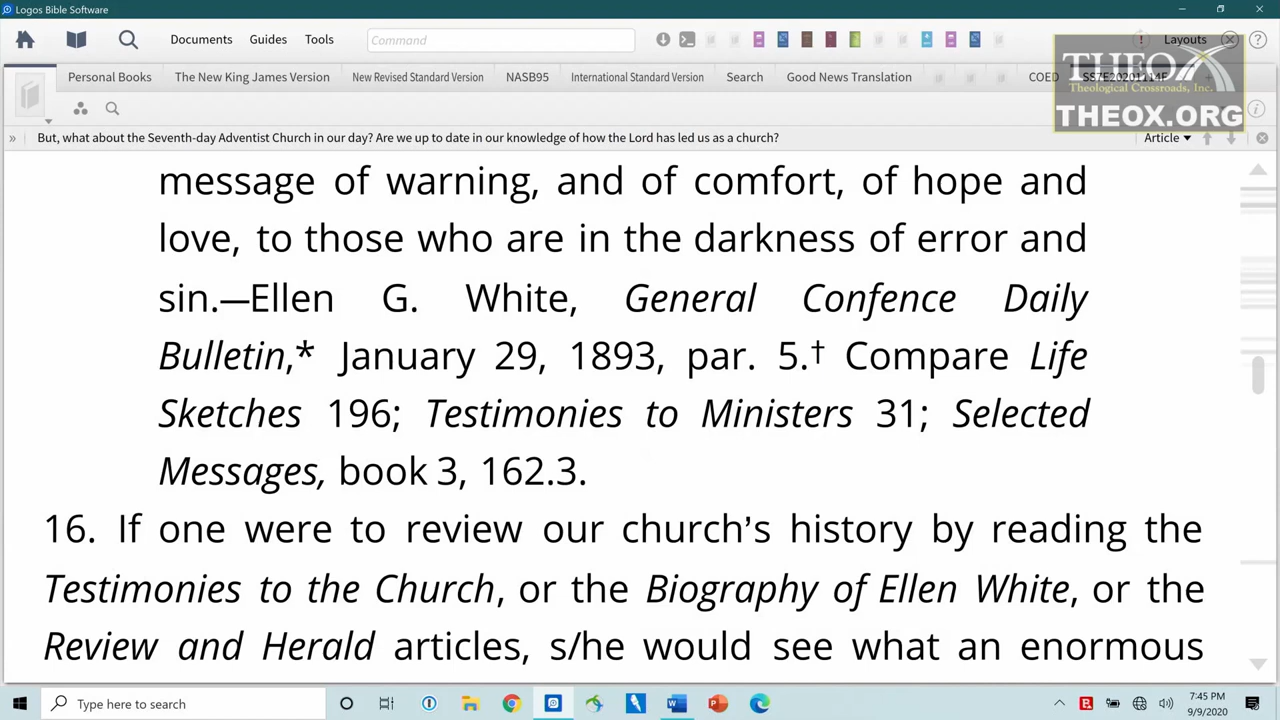 Logos Bible Software
Documents Guides Tools Command Layouts
Personal Books The New King James Version New Revised Standard Version NASB95 International Standard Version Search Good News Translation COED SS7E20201114F
THEOX
Theological Crossroads, Inc.
THEOX.ORG
» But, what about the Seventh-day Adventist Church in our day? Are we up to date in our knowledge of how the Lord has led us as a church? Article
message of warning, and of comfort, of hope and
love, to those who are in the darkness of error and
sin.—Ellen G. White, General Confence Daily
Bulletin,* January 29, 1893, par. 5.† Compare Life
Sketches 196; Testimonies to Ministers 31; Selected
Messages, book 3, 162.3.
16. If one were to review our church's history by reading the
Testimonies to the Church, or the Biography of Ellen White, or the
Review and Herald articles, s/he would see what an enormous
Type here to search
7:45 PM
9/9/2020